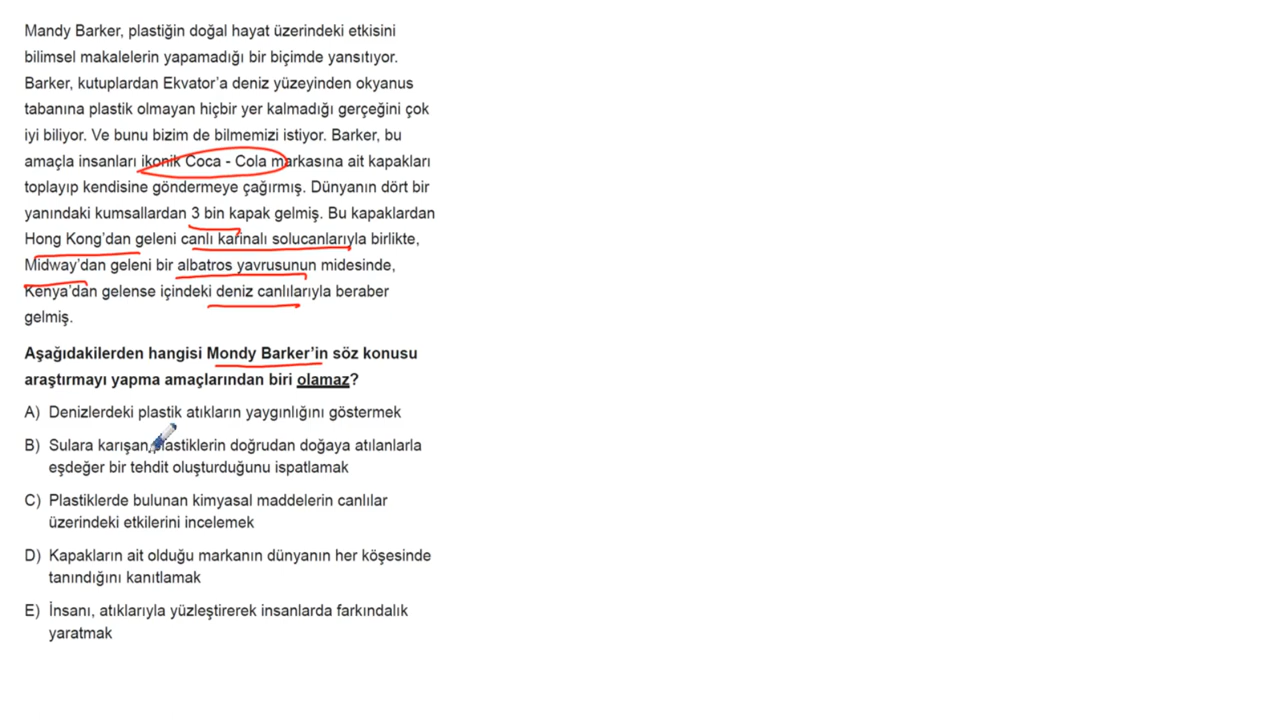 Mandy Barker, plastiğin doğal hayat üzerindeki etkisini
bilimsel makalelerin yapamadığı bir biçimde yansıtıyor.
Barker, kutuplardan Ekvator'a deniz yüzeyinden okyanus
tabanına plastik olmayan hiçbir yer kalmadığı gerçeğini çok
iyi biliyor. Ve bunu bizim de bilmemizi istiyor. Barker, bu
amaçla insanları ikonik Coca - Cola markasına ait kapakları
toplayıp kendisine göndermeye çağırmış. Dünyanın dört bir
yanındaki kumsallardan 3 bin kapak gelmiş. Bu kapaklardan
Hong Kong'dan geleni canlı karinalı solucanlarıyla birlikte,
Midway'dan geleni bir albatros yavrusunun midesinde,
Kenya'dan gelense içindeki deniz canlılarıyla beraber
gelmiş.
Aşağıdakilerden hangisi Mondy Barker'in söz konusu
araştırmayı yapma amaçlarından biri olamaz?
A) Denizlerdeki plastik atıkların yaygınlığını göstermek
B) Sulara karışan plastiklerin doğrudan doğaya atılanlarla
eşdeğer bir tehdit oluşturduğunu ispatlamak
C) Plastiklerde bulunan kimyasal maddelerin canlılar
üzerindeki etkilerini incelemek
D) Kapakların ait olduğu markanın dünyanın her köşesinde
tanındığını kanıtlamak
E) İnsanı, atıklarıyla yüzleştirerek insanlarda farkındalık
yaratmak